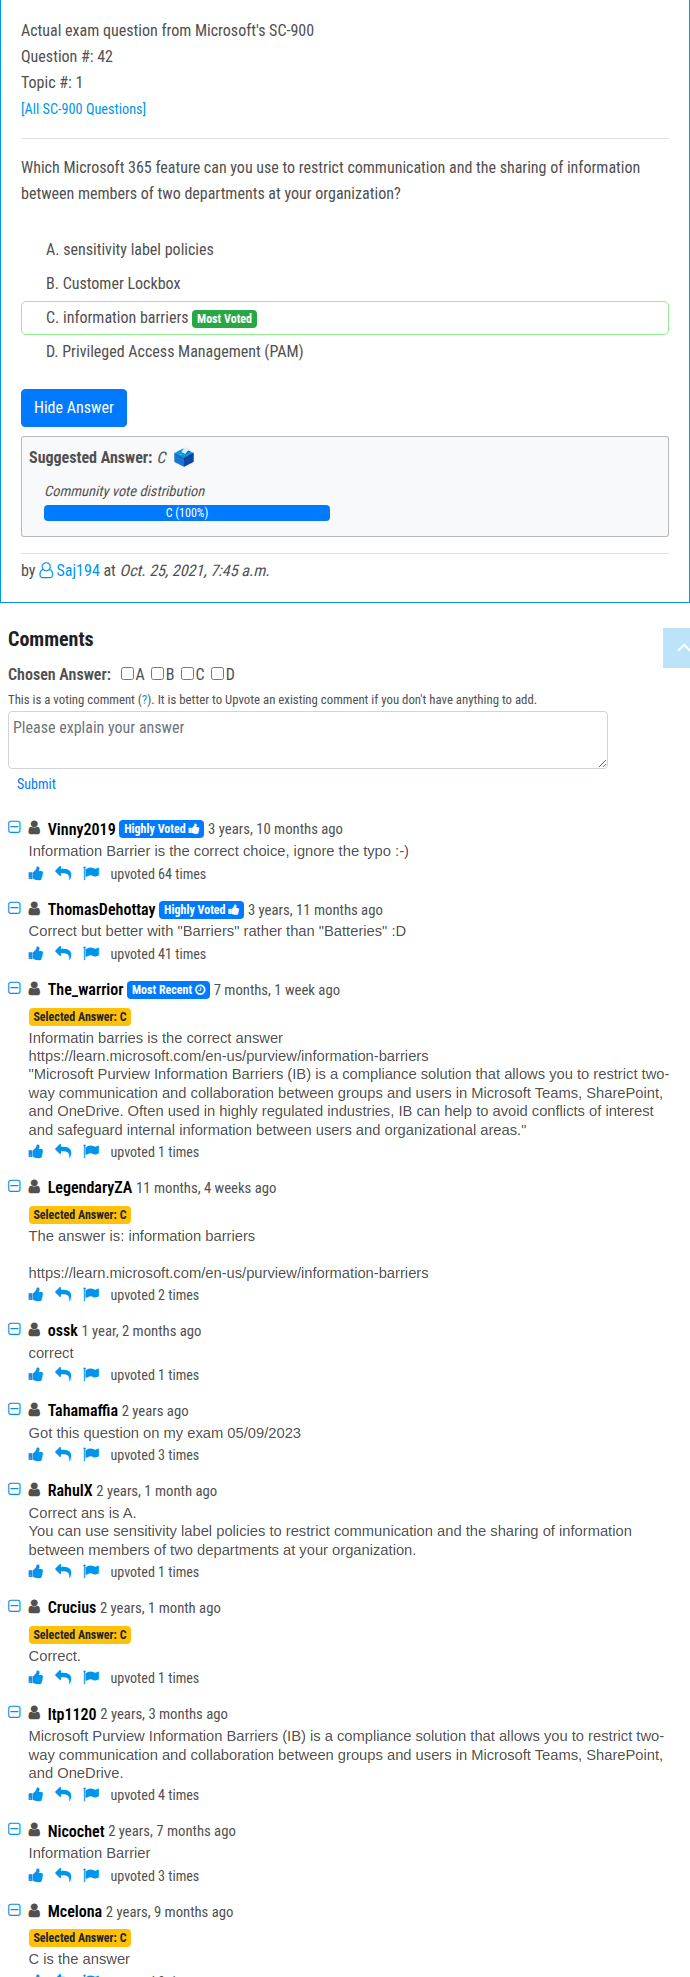 Actual exam question from Microsoft's SC-900
Question #: 42
Topic #: 1
[All SC-900 Questions]
Which Microsoft 365 feature can you use to restrict communication and the sharing of information
between members of two departments at your organization?
A. sensitivity label policies
B. Customer Lockbox
C. information barriers Most Voted
D. Privileged Access Management (PAM)
Hide Answer
Suggested Answer: C
Community vote distribution
C (100%)
by Saj194 at Oct. 25, 2021, 7:45 a.m.
Comments
Chosen Answer: A B C D
This is a voting comment (?). It is better to Upvote an existing comment if you don't have anything to add.
Please explain your answer
Submit
Vinny2019 Highly Voted 3 years, 10 months ago
Information Barrier is the correct choice, ignore the typo :-)
upvoted 64 times
ThomasDehottay Highly Voted 3 years, 11 months ago
Correct but better with "Barriers" rather than "Batteries" :D
upvoted 41 times
The_warrior Most Recent 7 months, 1 week ago
Selected Answer: C
Informatin barries is the correct answer
https://learn.microsoft.com/en-us/purview/information-barriers
"Microsoft Purview Information Barriers (IB) is a compliance solution that allows you to restrict two-
way communication and collaboration between groups and users in Microsoft Teams, SharePoint,
and OneDrive. Often used in highly regulated industries, IB can help to avoid conflicts of interest
and safeguard internal information between users and organizational areas."
upvoted 1 times
LegendaryZA 11 months, 4 weeks ago
Selected Answer: C
The answer is: information barriers
https://learn.microsoft.com/en-us/purview/information-barriers
upvoted 2 times
ossk 1 year, 2 months ago
correct
upvoted 1 times
Tahamaffia 2 years ago
Got this question on my exam 05/09/2023
upvoted 3 times
RahulX 2 years, 1 month ago
Correct ans is A.
You can use sensitivity label policies to restrict communication and the sharing of information
between members of two departments at your organization.
upvoted 1 times
Crucius 2 years, 1 month ago
Selected Answer: C
Correct.
upvoted 1 times
ltp1120 2 years, 3 months ago
Microsoft Purview Information Barriers (IB) is a compliance solution that allows you to restrict two-
way communication and collaboration between groups and users in Microsoft Teams, SharePoint,
and OneDrive.
upvoted 4 times
Nicochet 2 years, 7 months ago
Information Barrier
upvoted 3 times
Mcelona 2 years, 9 months ago
Selected Answer: C
C is the answer